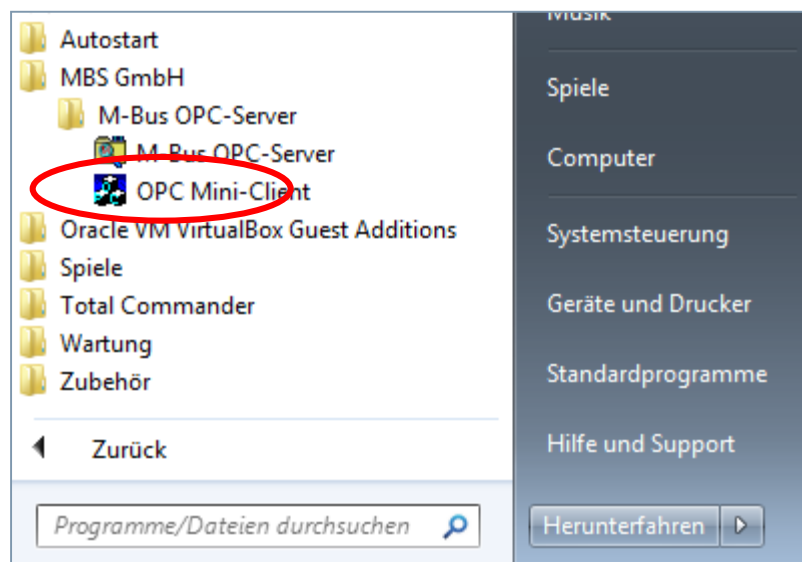 Autostart
MBS GmbH
M-Bus OPC-Server
M-Bus OPC-Server
OPC Mini-Client
Oracle VM VirtualBox Guest Additions
Spiele
Total Commander
Wartung
Zubehör
Zurück
Programme/Dateien durchsuchen
Musik
Spiele
Computer
Systemsteuerung
Geräte und Drucker
Standardprogramme
Hilfe und Support
Herunterfahren